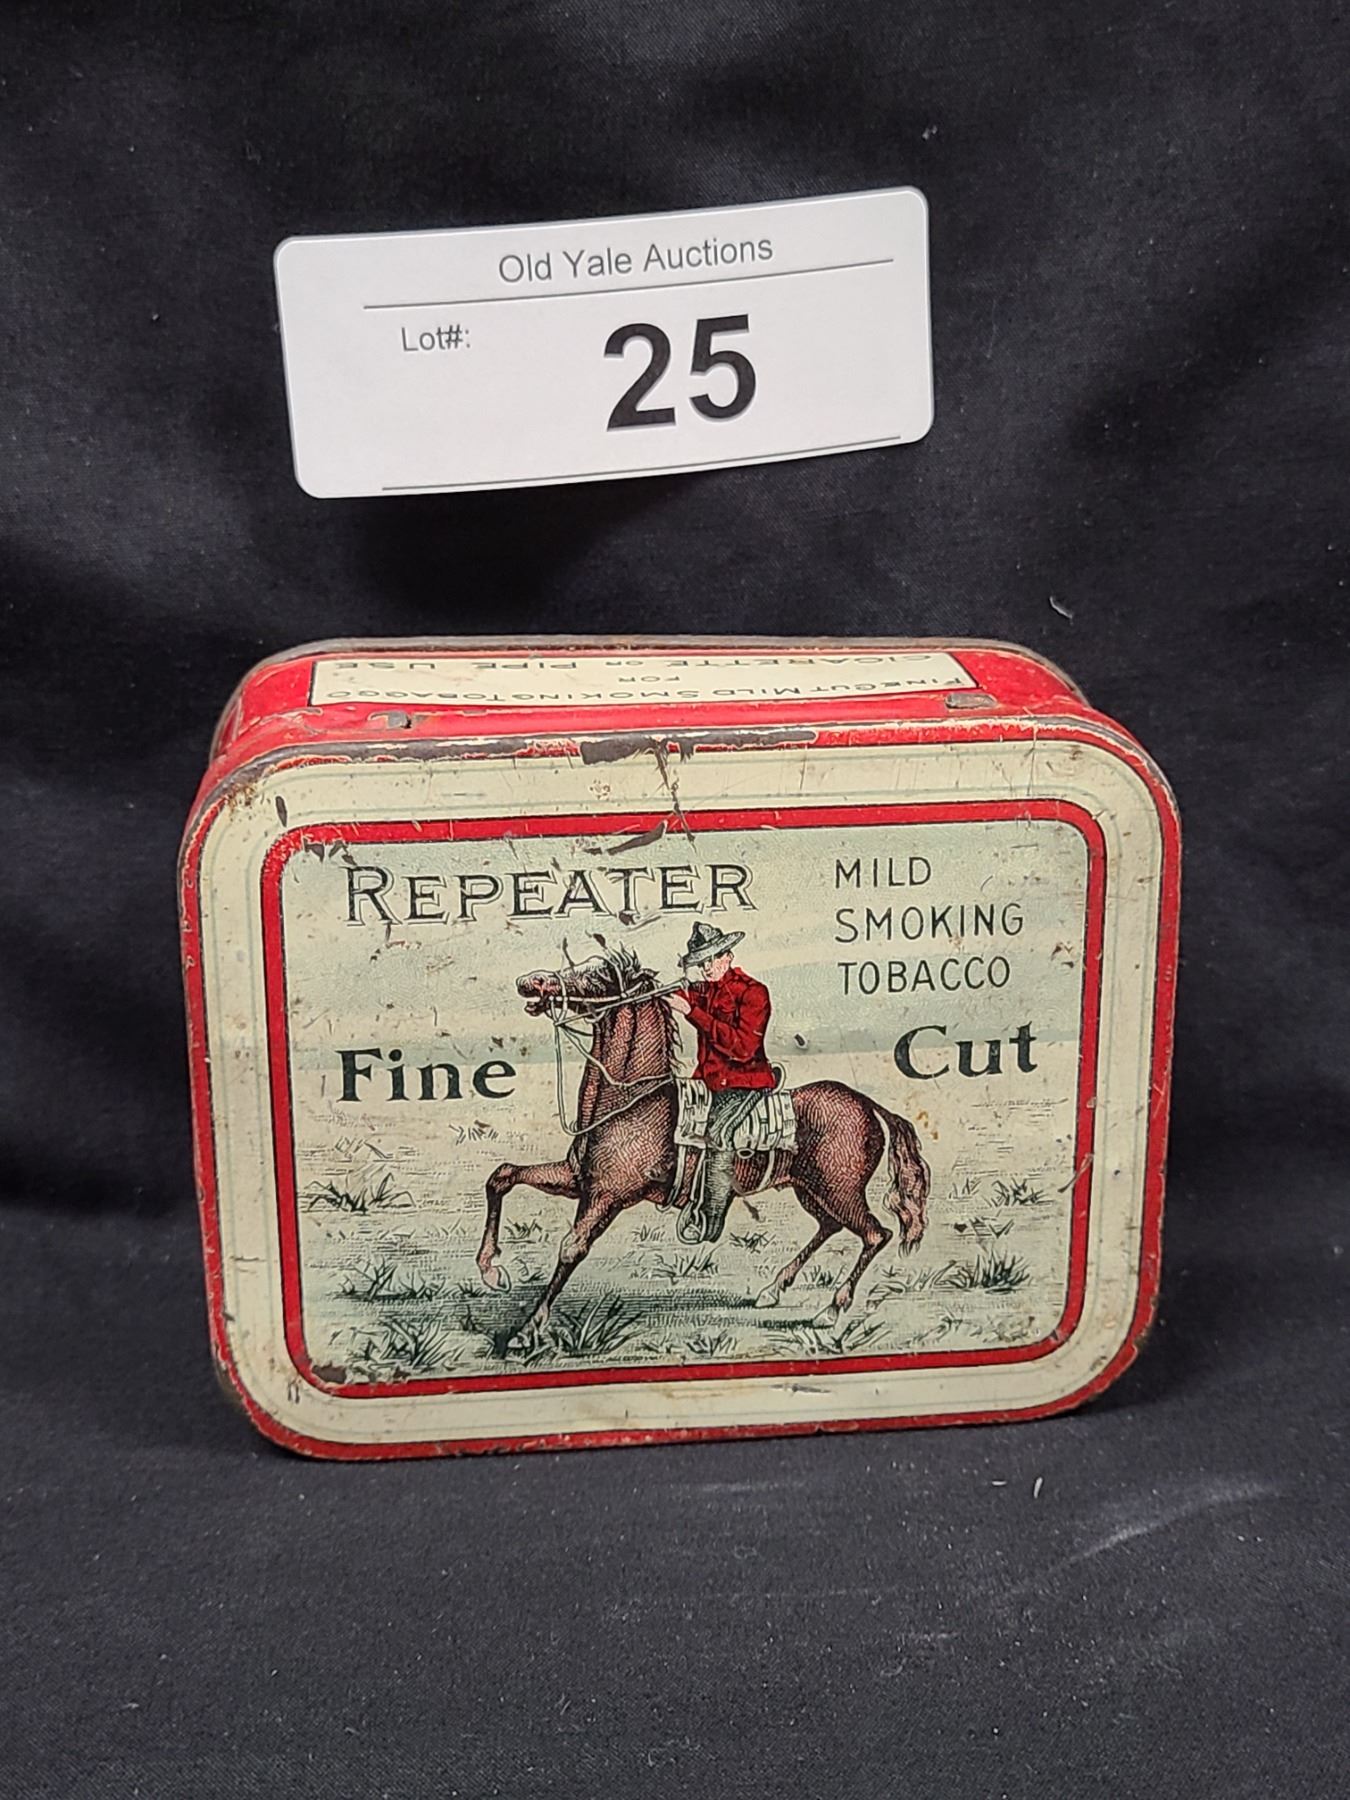 Old Yale Auctions
Lot#:
25
CIGARETTE OR PIPE USE
FOR
FINE CUT MILD SMOKING TOBACCO
REPEATER
MILD
SMOKING
TOBACCO
Fine Cut